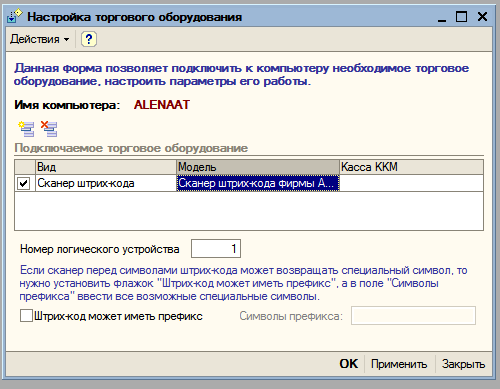 Настройка торгового оборудования
Действия
Данная форма позволяет подключить к компьютеру необходимое торговое
оборудование, настроить параметры его работы.
Имя компьютера: ALENAAT
Подключаемое торговое оборудование
Вид Модель Касса ККМ
Сканер штрих-кода Сканер штрих-кода фирмы А...
Номер логического устройства 1
Если сканер перед символами штрих-кода может возвращать специальный символ, то
нужно установить флажок "Штрих-код может иметь префикс", а в поле "Символы
префикса" ввести все возможные специальные символы.
Штрих-код может иметь префикс Символы префикса:
OK Применить Закрыть